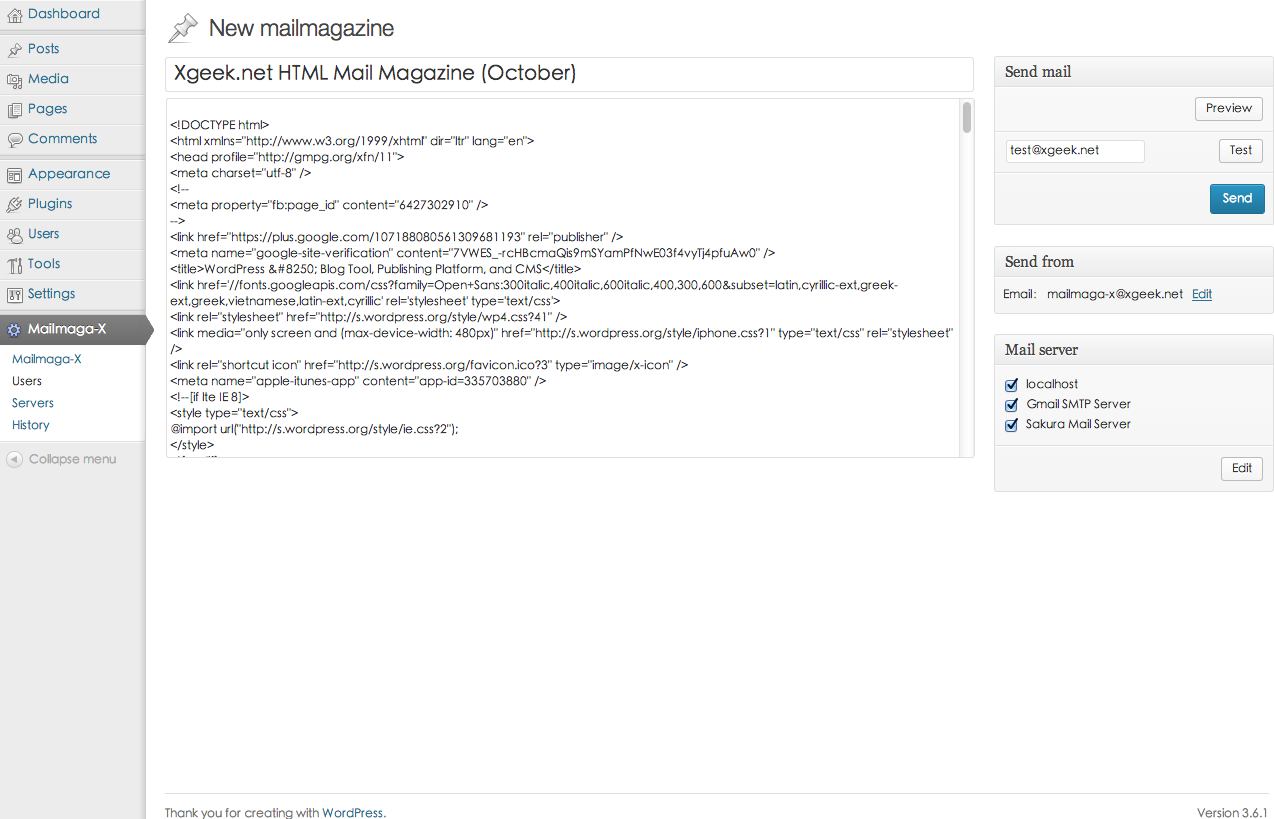 Dashboard
Posts
Media
Pages
Comments
Appearance
Plugins
Users
Tools
Settings
Mailmaga-X
Mailmaga-X
Users
Servers
History
Collapse menu
New mailmagazine
Xgeek.net HTML Mail Magazine (October)
<!DOCTYPE html>
<html xmlns="http://www.w3.org/1999/xhtml" dir="ltr" lang="en">
<head profile="http://gmpg.org/xfn/11">
<meta charset="utf-8" />
<!--
<meta property="fb:page_id" content="6427302910" />
-->
<link href="https://plus.google.com/107188080561309681193" rel="publisher" />
<meta name="google-site-verification" content="7VWES_-rcHBcmaQis9mSYamPfNwE03f4vyTj4pfuAw0" />
<title>WordPress &#8250; Blog Tool, Publishing Platform, and CMS</title>
<link href='//fonts.googleapis.com/css?family=Open+Sans:300italic,400italic,600italic,400,300,600&subset=latin,cyrillic-ext,greek-
ext,greek,vietnamese,latin-ext,cyrillic' rel='stylesheet' type='text/css'>
<link rel="stylesheet" href="http://s.wordpress.org/style/wp4.css?41" />
<link media="only screen and (max-device-width: 480px)" href="http://s.wordpress.org/style/iphone.css?1" type="text/css" rel="stylesheet"
/>
<link rel="shortcut icon" href="http://s.wordpress.org/favicon.ico?3" type="image/x-icon" />
<meta name="apple-itunes-app" content="app-id=335703880" />
<!--[if lte IE 8]>
<style type="text/css">
@import url("http://s.wordpress.org/style/ie.css?2");
</style>
Send mail
Preview
test@xgeek.net Test
Send
Send from
Email: mailmaga-x@xgeek.net Edit
Mail server
localhost
Gmail SMTP Server
Sakura Mail Server
Edit
Thank you for creating with WordPress.
Version 3.6.1